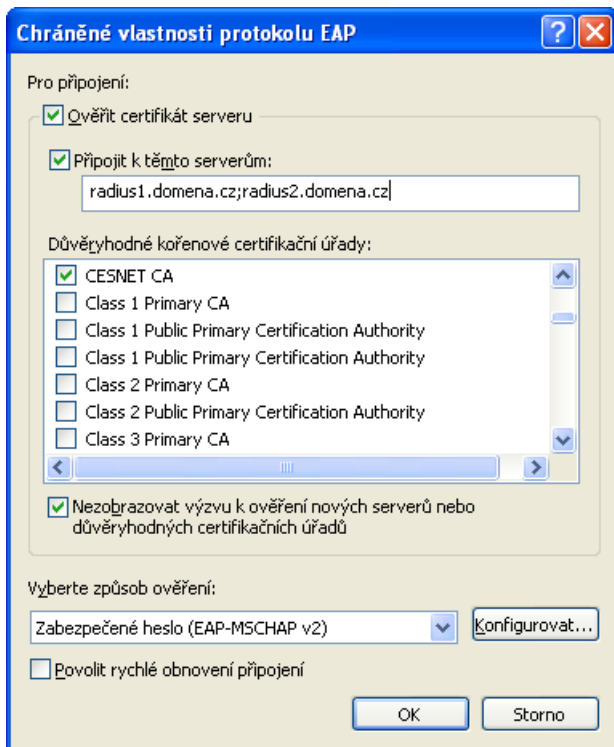 Chráněné vlastnosti protokolu EAP
Pro připojení:
Ověřit certifikát serveru
Připojit k těmto serverům:
radius1.domena.cz;radius2.domena.cz
Důvěryhodné kořenové certifikační úřady:
CESNET CA
Class 1 Primary CA
Class 1 Public Primary Certification Authority
Class 1 Public Primary Certification Authority
Class 2 Primary CA
Class 2 Public Primary Certification Authority
Class 3 Primary CA
Nezobrazovat výzvu k ověření nových serverů nebo
důvěryhodných certifikačních úřadů
Vyberte způsob ověření:
Zabezpečené heslo (EAP-MSCHAP v2)
Konfigurovat...
Povolit rychlé obnovení připojení
OK
Storno